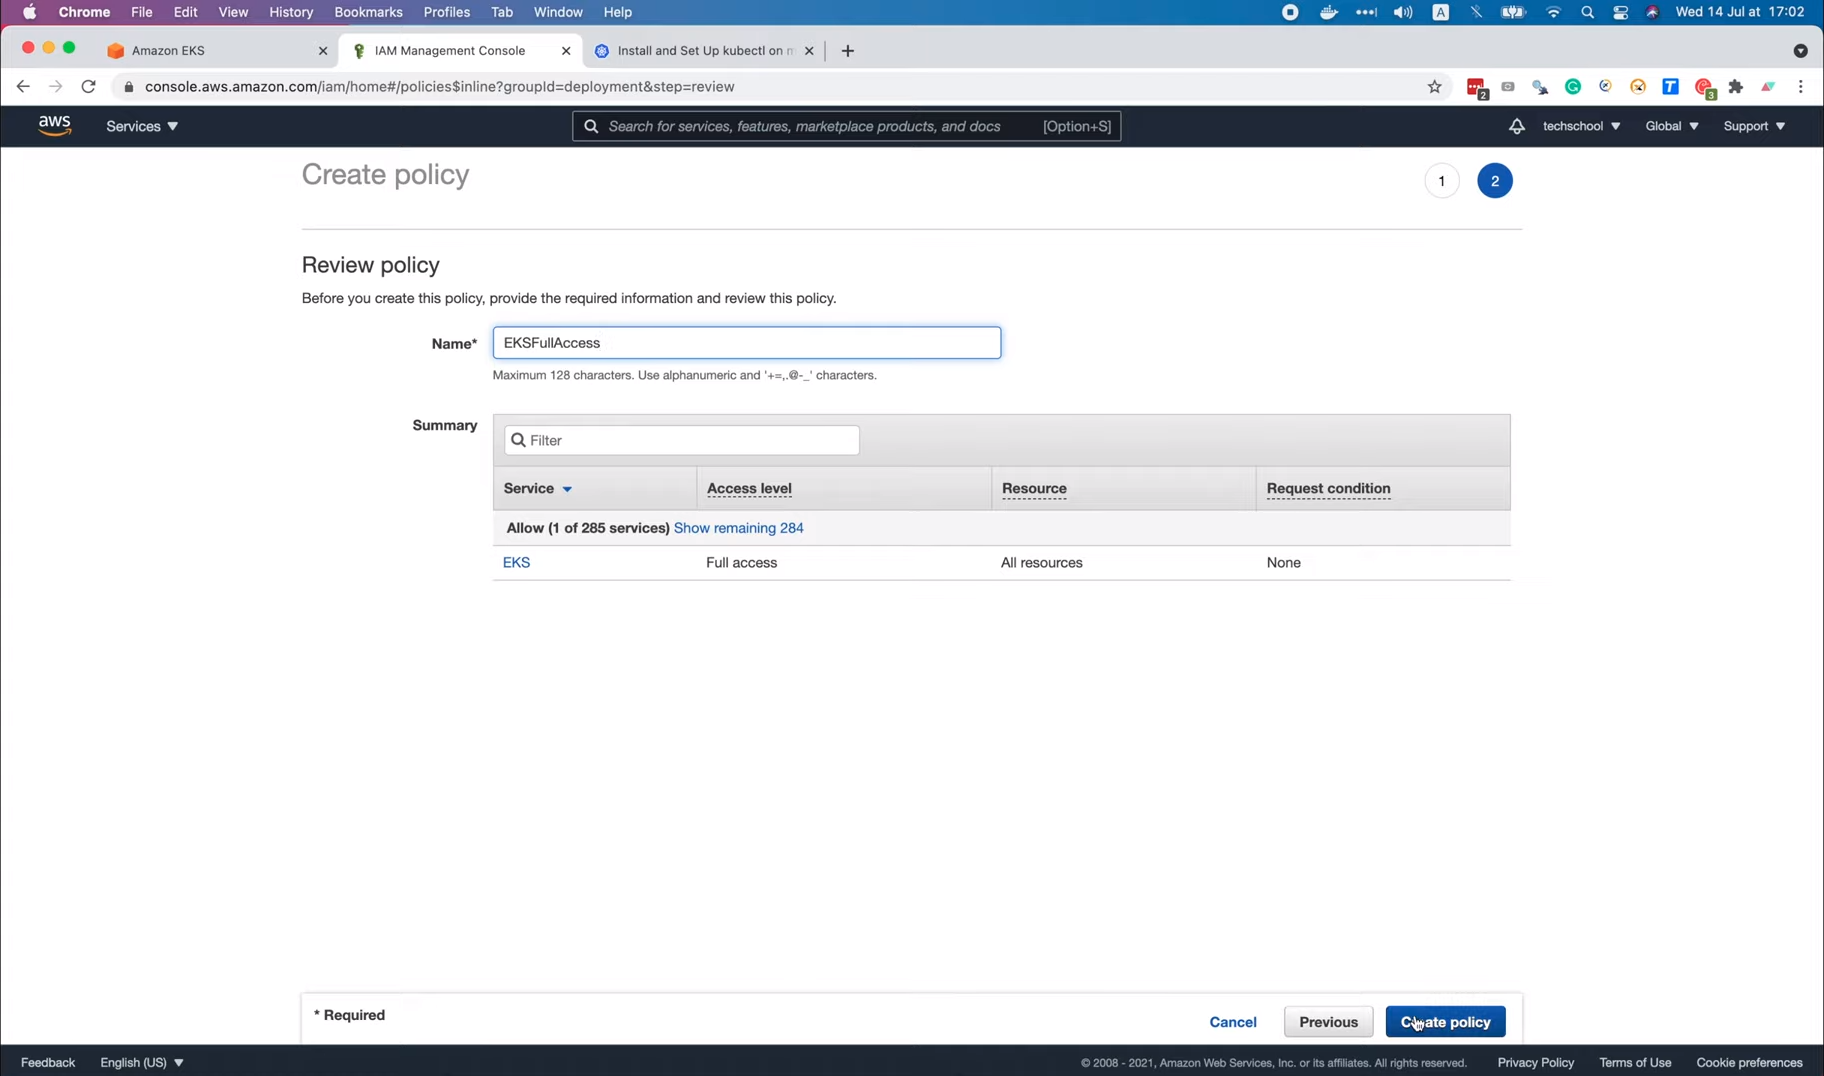 Chrome File Edit View History Bookmarks Profiles Tab Window Help A Wed 14 Jul at 17:02
Amazon EKS IAM Management Console Install and Set Up kubectl on
console.aws.amazon.com/iam/home#/policies$inline?groupId=deployment&step=review 2 T 3
aws Services Search for services, features, marketplace products, and docs [Option+S] techschool Global Support
Create policy 1 2
Review policy
Before you create this policy, provide the required information and review this policy.
Name* EKSFullAccess
Maximum 128 characters. Use alphanumeric and '+=,.@-_' characters.
Summary Filter
Service Access level Resource Request condition
Allow (1 of 285 services) Show remaining 284
EKS Full access All resources None
* Required Cancel Previous Create policy
Feedback English (US) © 2008 - 2021, Amazon Web Services, Inc. or its affiliates. All rights reserved. Privacy Policy Terms of Use Cookie preferences